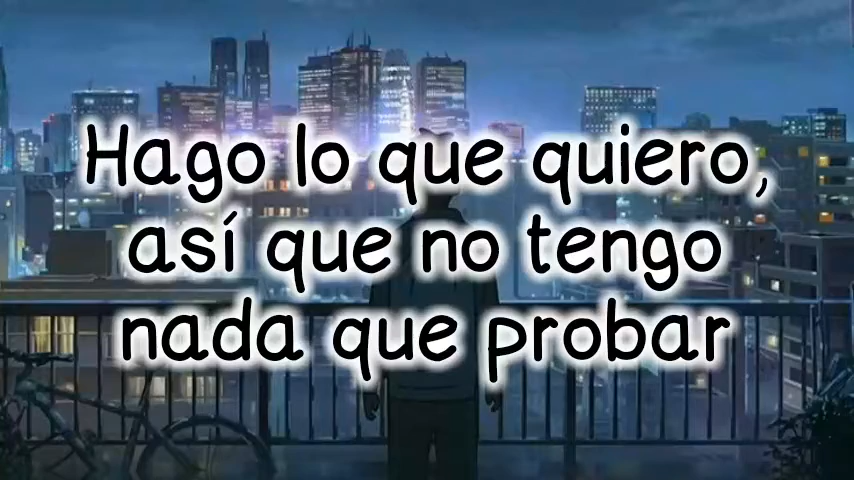 Hago lo que quiero,
así que no tengo
nada que probar